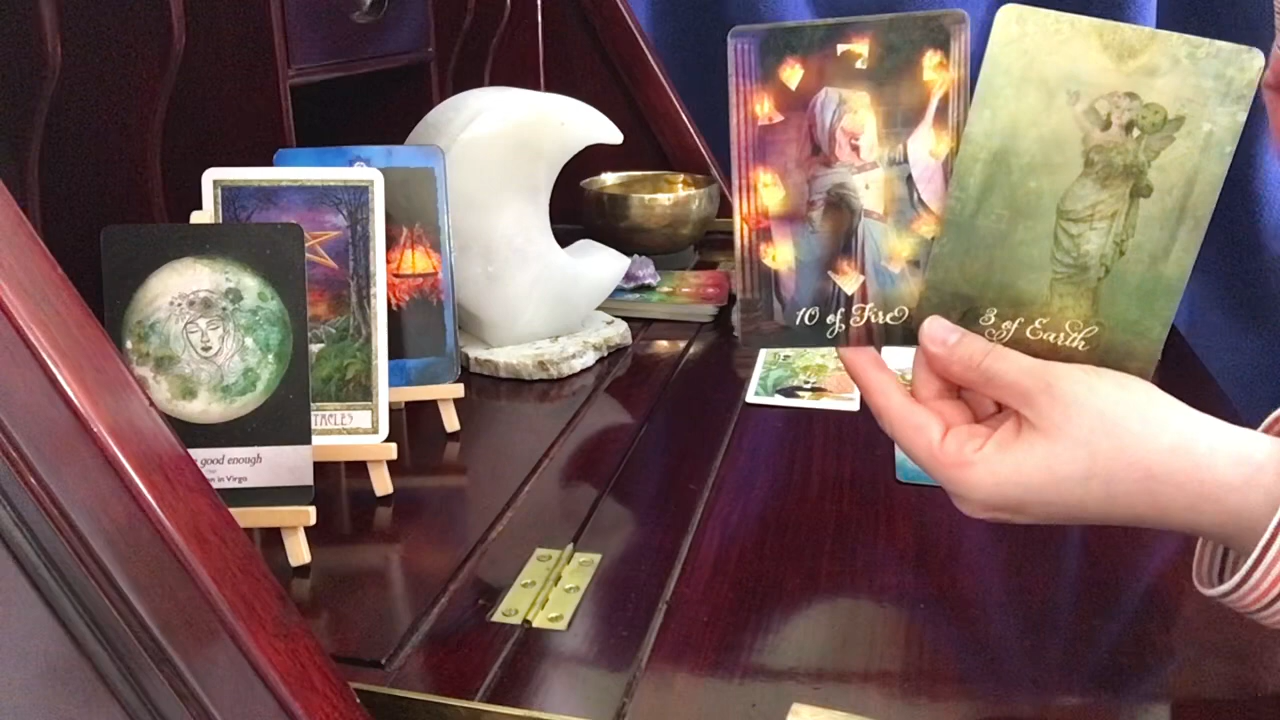 10 of Fire
3 of Earth
TACLES
good enough
in Virgo